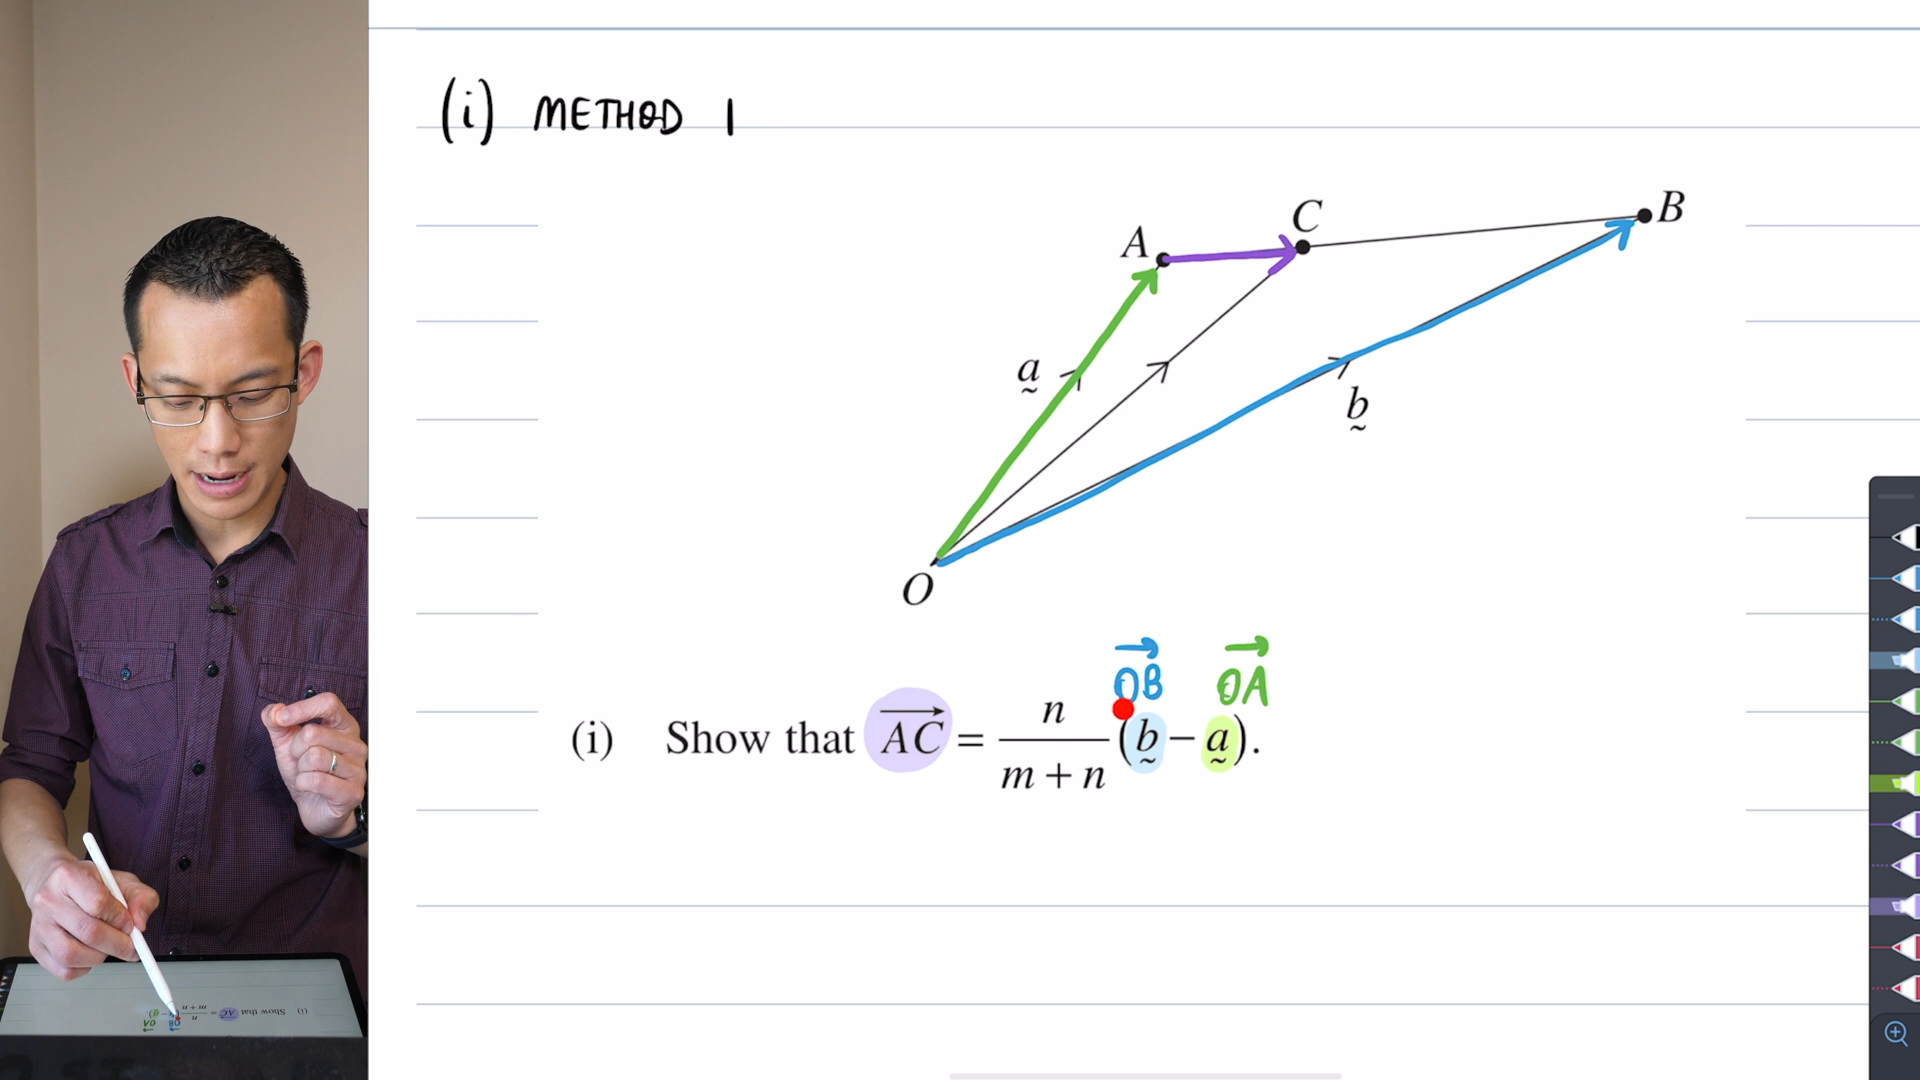 (i) METHOD 1
A
C
B
a
b
O
OB OA
(i) Show that AC = n/(m + n) (b − a).